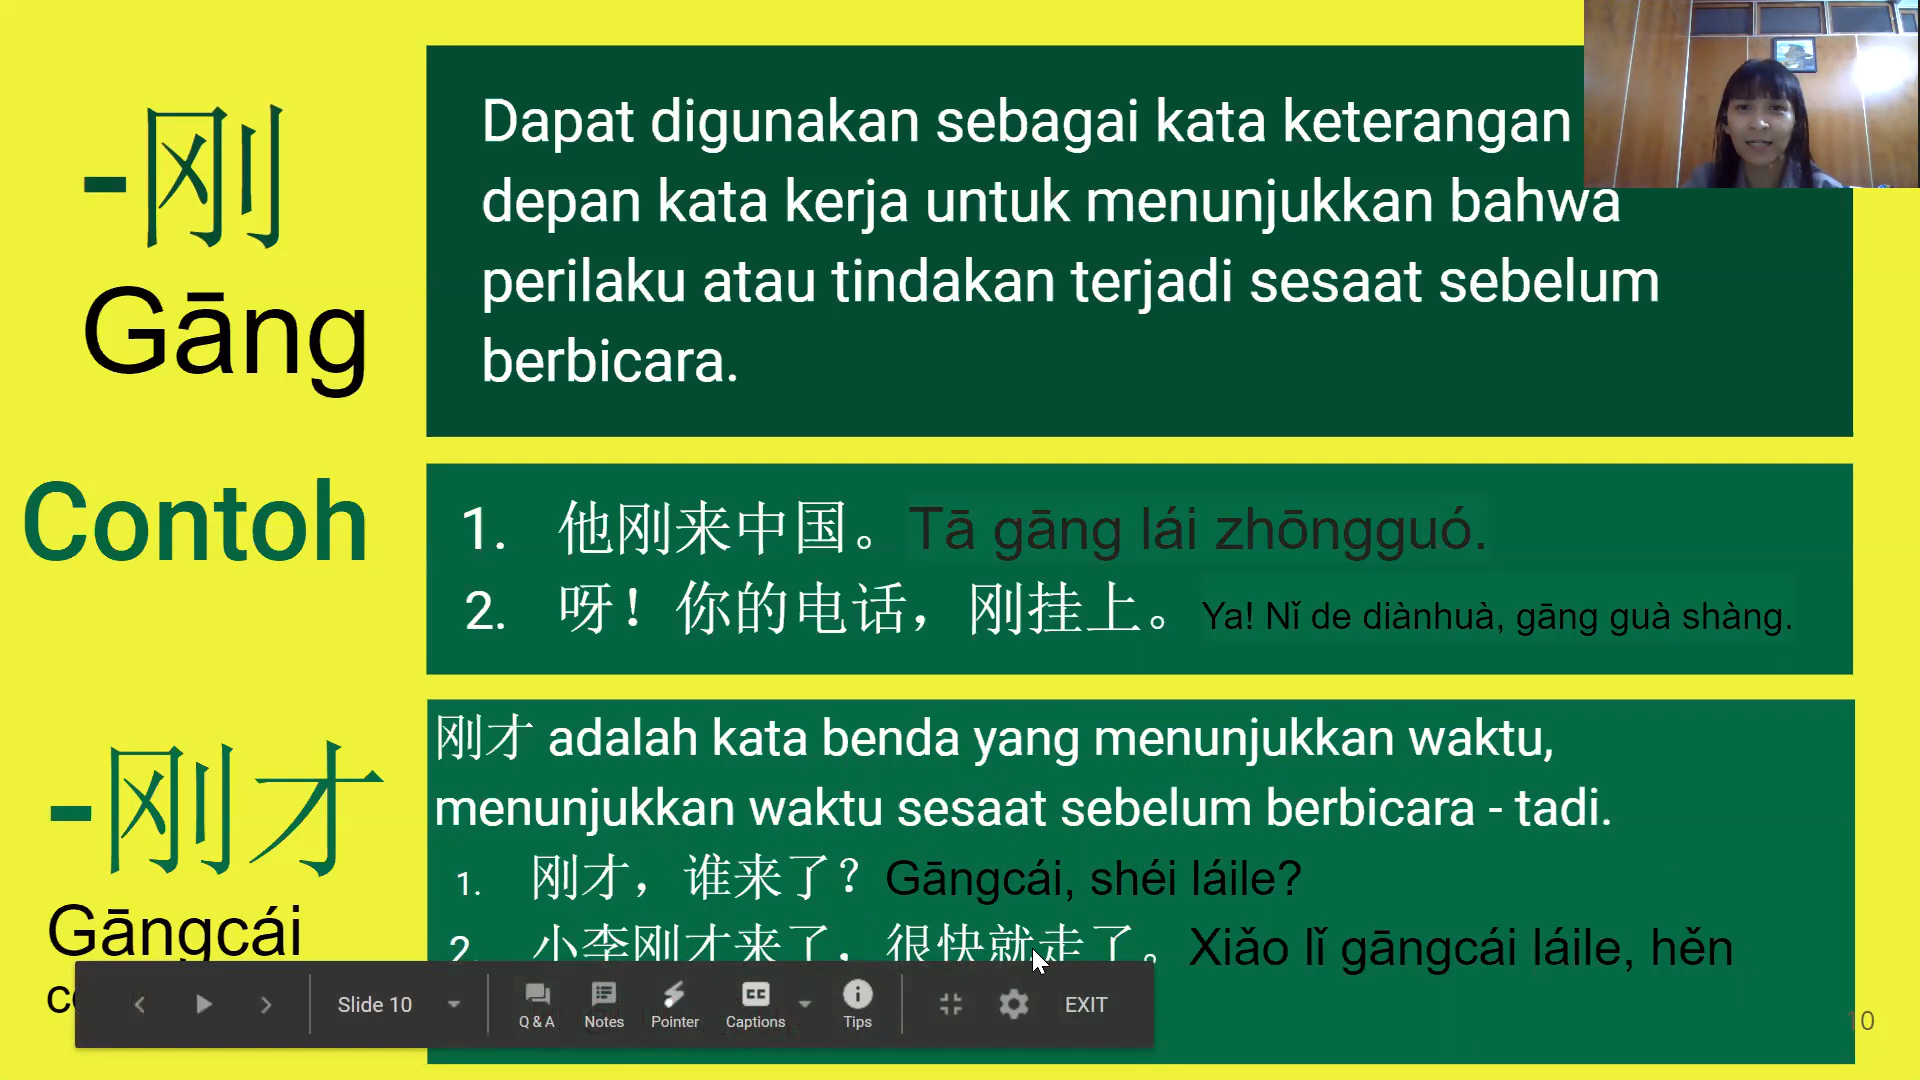 -刚
Gāng
Dapat digunakan sebagai kata keterangan
depan kata kerja untuk menunjukkan bahwa
perilaku atau tindakan terjadi sesaat sebelum
berbicara.
Contoh
1. 他刚来中国。Tā gāng lái zhōngguó.
2. 呀！你的电话，刚挂上。Ya! Nǐ de diànhuà, gāng guà shàng.
-刚才
Gāngcái
刚才 adalah kata benda yang menunjukkan waktu,
menunjukkan waktu sesaat sebelum berbicara - tadi.
1. 刚才，谁来了？Gāngcái, shéi láile?
2. 小李刚才来了，很快就走了。Xiǎo lǐ gāngcái láile, hěn
Slide 10
Q & A
Notes
Pointer
CC
Captions
Tips
EXIT
10